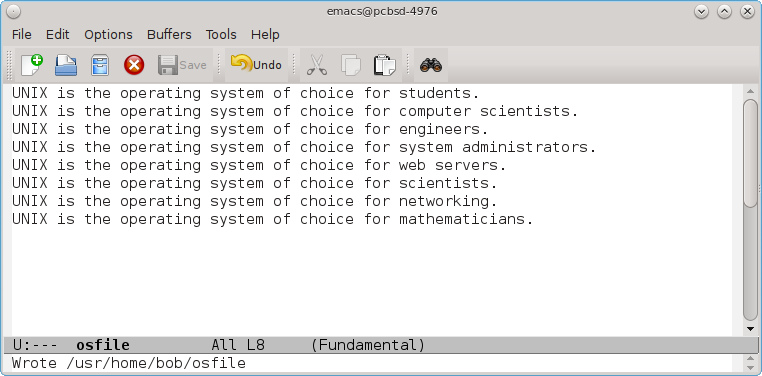 emacs@pcbsd-4976
File Edit Options Buffers Tools Help
Save Undo
UNIX is the operating system of choice for students.
UNIX is the operating system of choice for computer scientists.
UNIX is the operating system of choice for engineers.
UNIX is the operating system of choice for system administrators.
UNIX is the operating system of choice for web servers.
UNIX is the operating system of choice for scientists.
UNIX is the operating system of choice for networking.
UNIX is the operating system of choice for mathematicians.
U:--- osfile All L8 (Fundamental)
Wrote /usr/home/bob/osfile